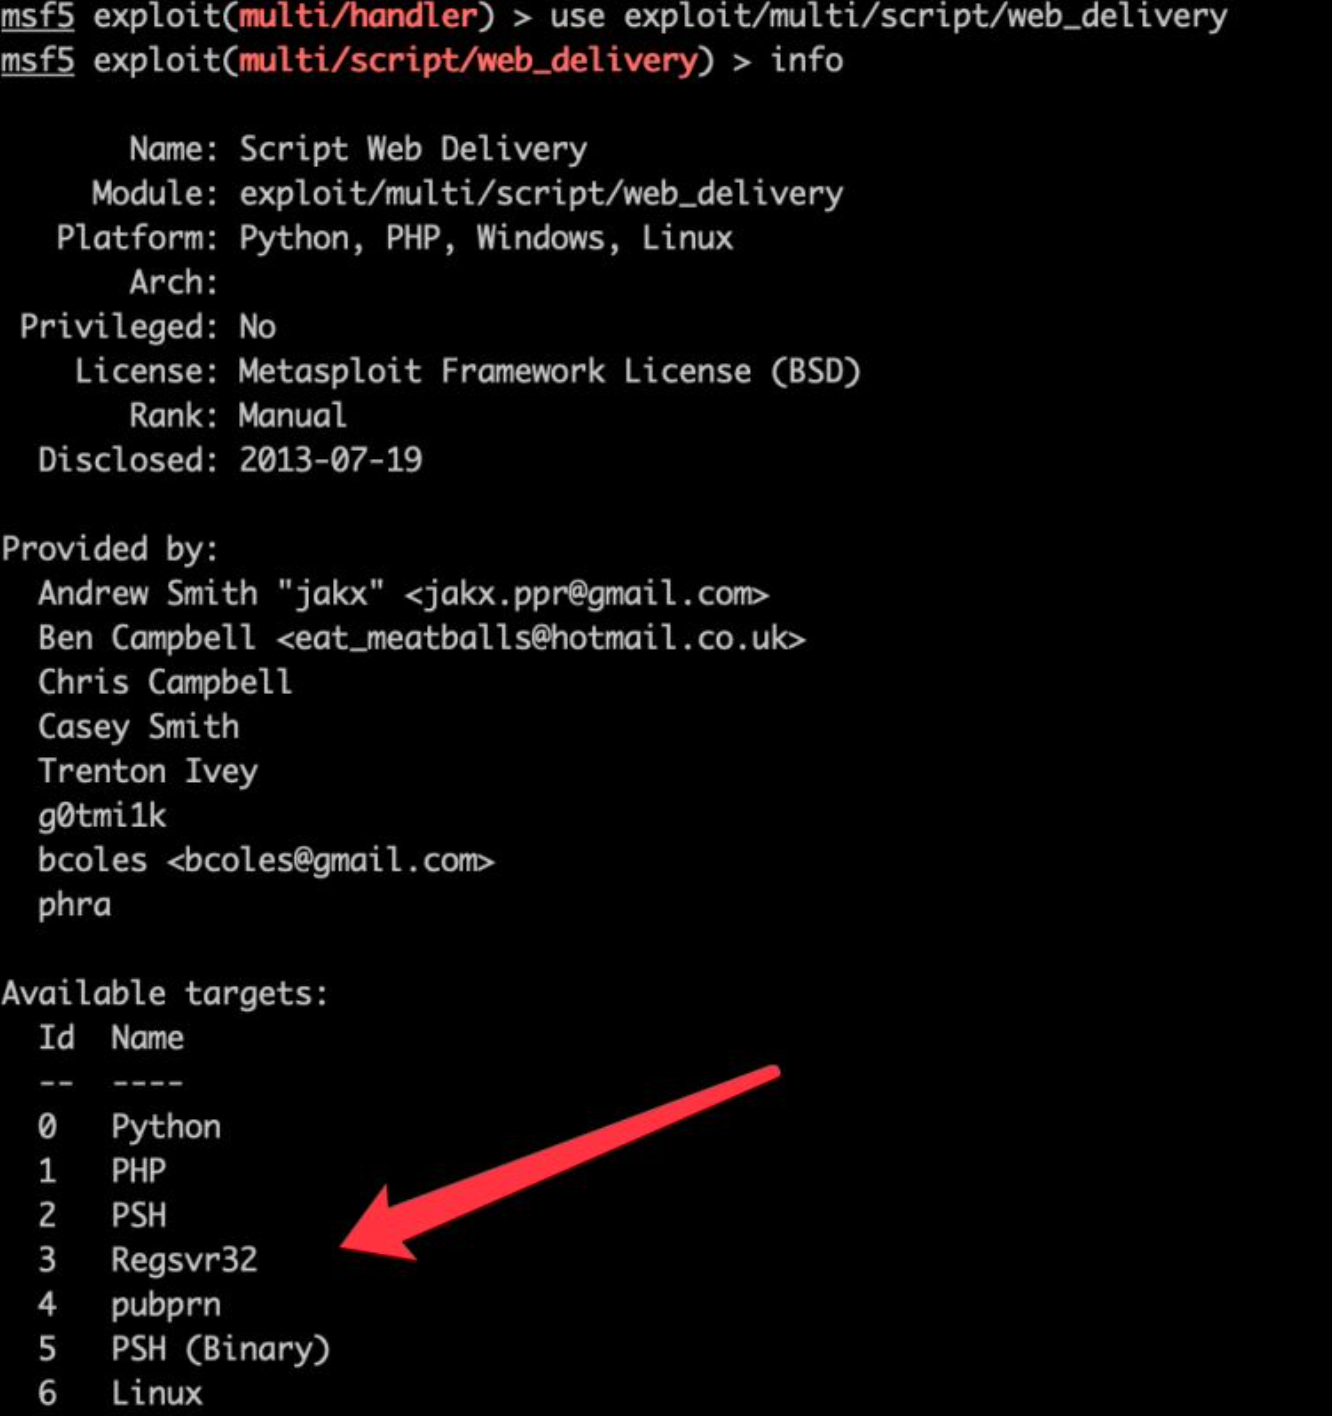 msf5 exploit(multi/handler) > use exploit/multi/script/web_delivery
msf5 exploit(multi/script/web_delivery) > info
Name: Script Web Delivery
Module: exploit/multi/script/web_delivery
Platform: Python, PHP, Windows, Linux
Arch:
Privileged: No
License: Metasploit Framework License (BSD)
Rank: Manual
Disclosed: 2013-07-19
Provided by:
Andrew Smith "jakx" <jakx.ppr@gmail.com>
Ben Campbell <eat_meatballs@hotmail.co.uk>
Chris Campbell
Casey Smith
Trenton Ivey
g0tmi1k
bcoles <bcoles@gmail.com>
phra
Available targets:
Id Name
-- ----
0 Python
1 PHP
2 PSH
3 Regsvr32
4 pubprn
5 PSH (Binary)
6 Linux